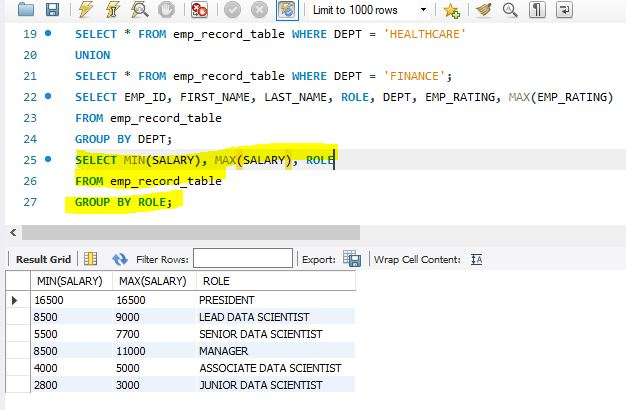 Limit to 1000 rows
19 SELECT * FROM emp_record_table WHERE DEPT = 'HEALTHCARE'
20 UNION
21 SELECT * FROM emp_record_table WHERE DEPT = 'FINANCE';
22 SELECT EMP_ID, FIRST_NAME, LAST_NAME, ROLE, DEPT, EMP_RATING, MAX(EMP_RATING)
23 FROM emp_record_table
24 GROUP BY DEPT;
25 SELECT MIN(SALARY), MAX(SALARY), ROLE
26 FROM emp_record_table
27 GROUP BY ROLE;
Result Grid Filter Rows: Export: Wrap Cell Content:
MIN(SALARY) MAX(SALARY) ROLE
16500 16500 PRESIDENT
8500 9000 LEAD DATA SCIENTIST
5500 7700 SENIOR DATA SCIENTIST
8500 11000 MANAGER
4000 5000 ASSOCIATE DATA SCIENTIST
2800 3000 JUNIOR DATA SCIENTIST